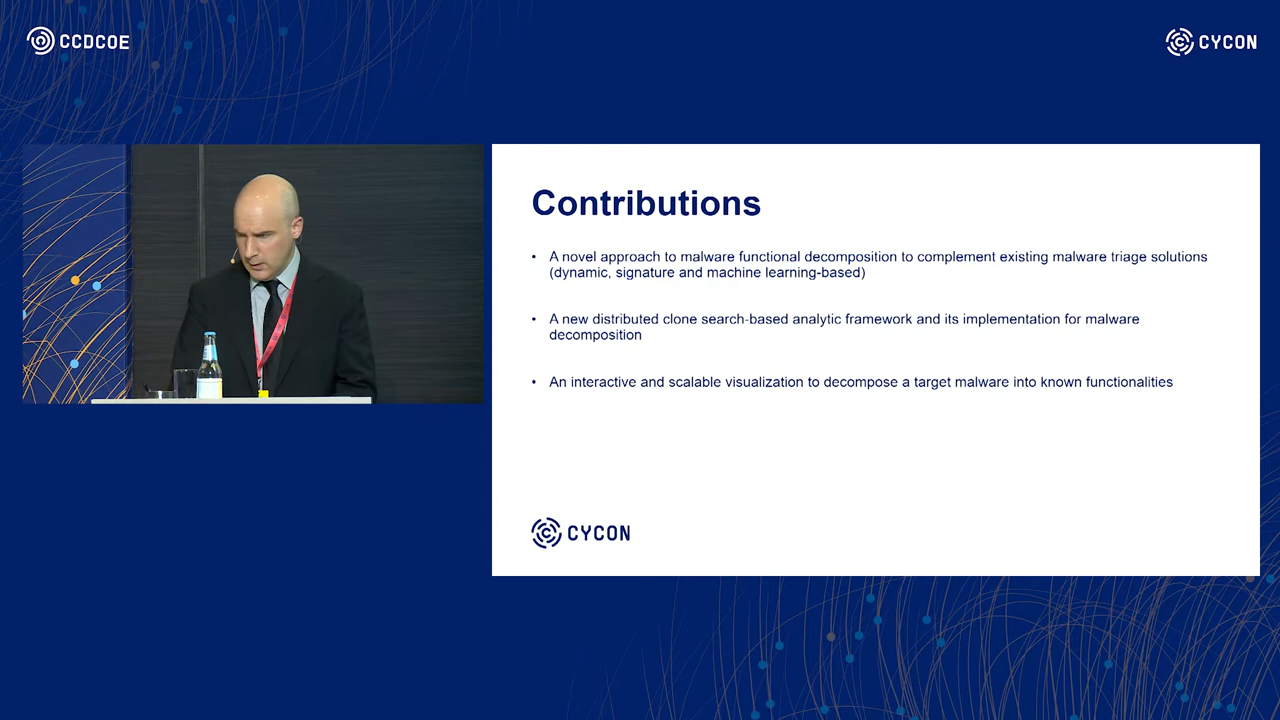 CCDCOE
CYCON
Contributions
• A novel approach to malware functional decomposition to complement existing malware triage solutions
(dynamic, signature and machine learning-based)
• A new distributed clone search-based analytic framework and its implementation for malware
decomposition
• An interactive and scalable visualization to decompose a target malware into known functionalities
CYCON